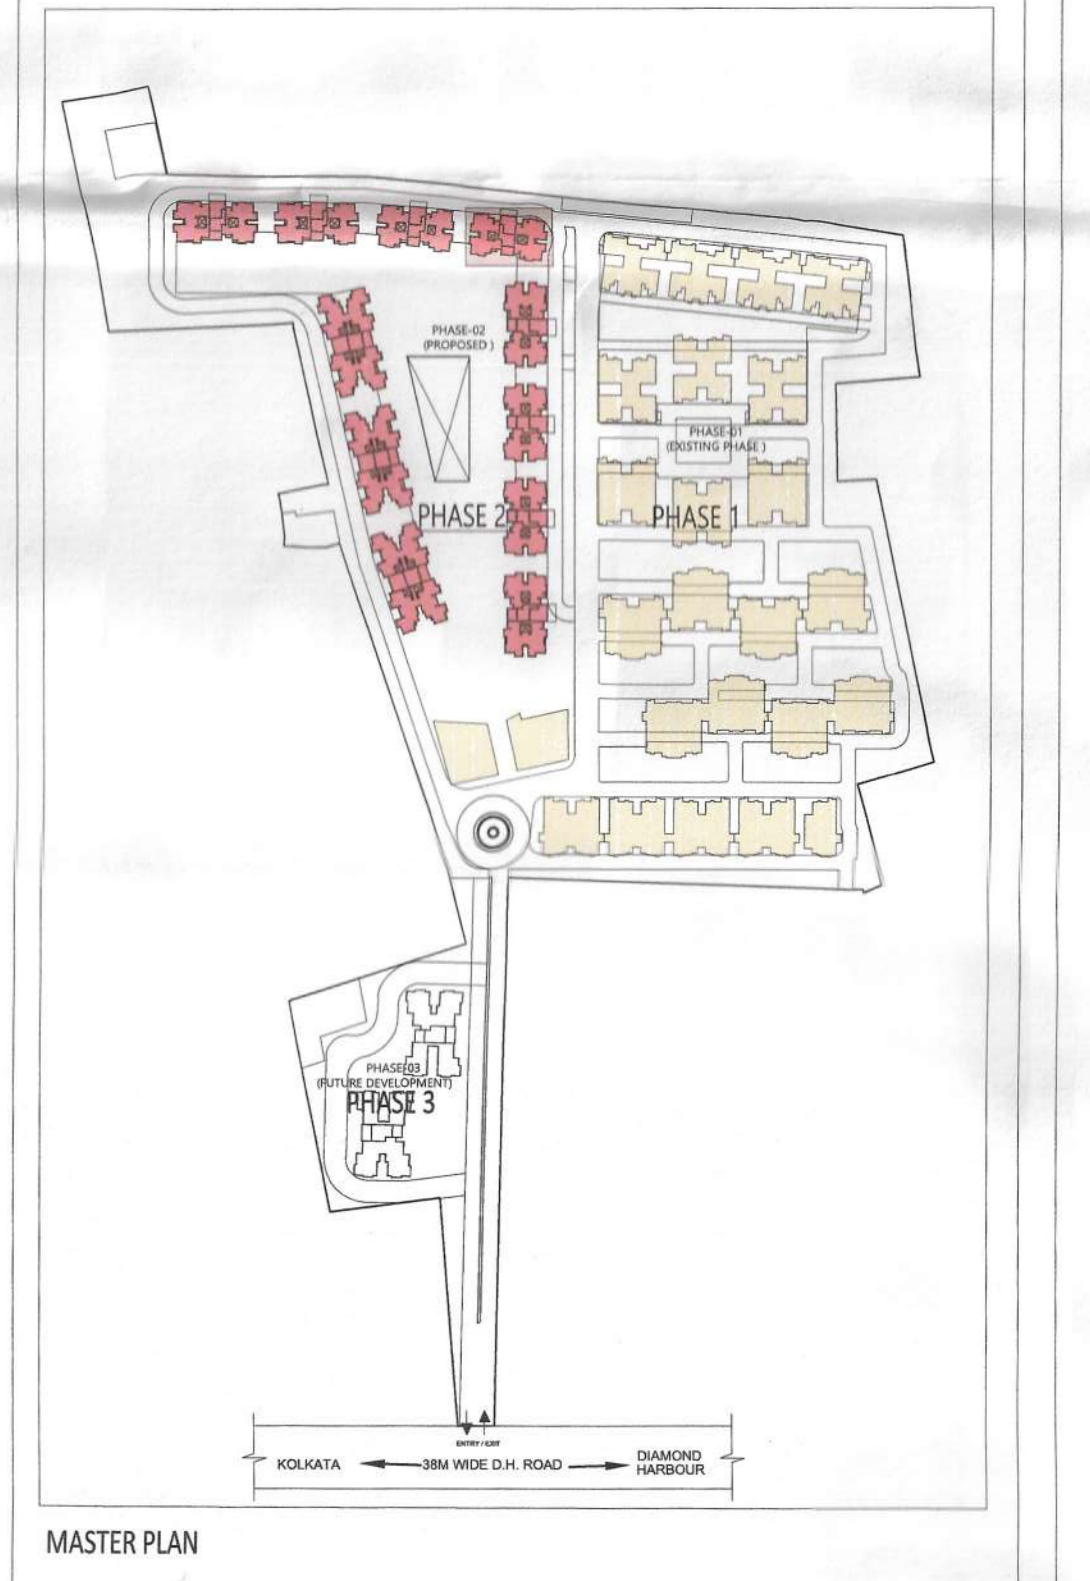 PHASE-02
(PROPOSED )
PHASE-01
(EXISTING PHASE )
PHASE 2
PHASE 1
PHASE-03
(FUTURE DEVELOPMENT)
PHASE 3
ENTRY / EXIT
KOLKATA
38M WIDE D.H. ROAD
DIAMOND
HARBOUR
MASTER PLAN